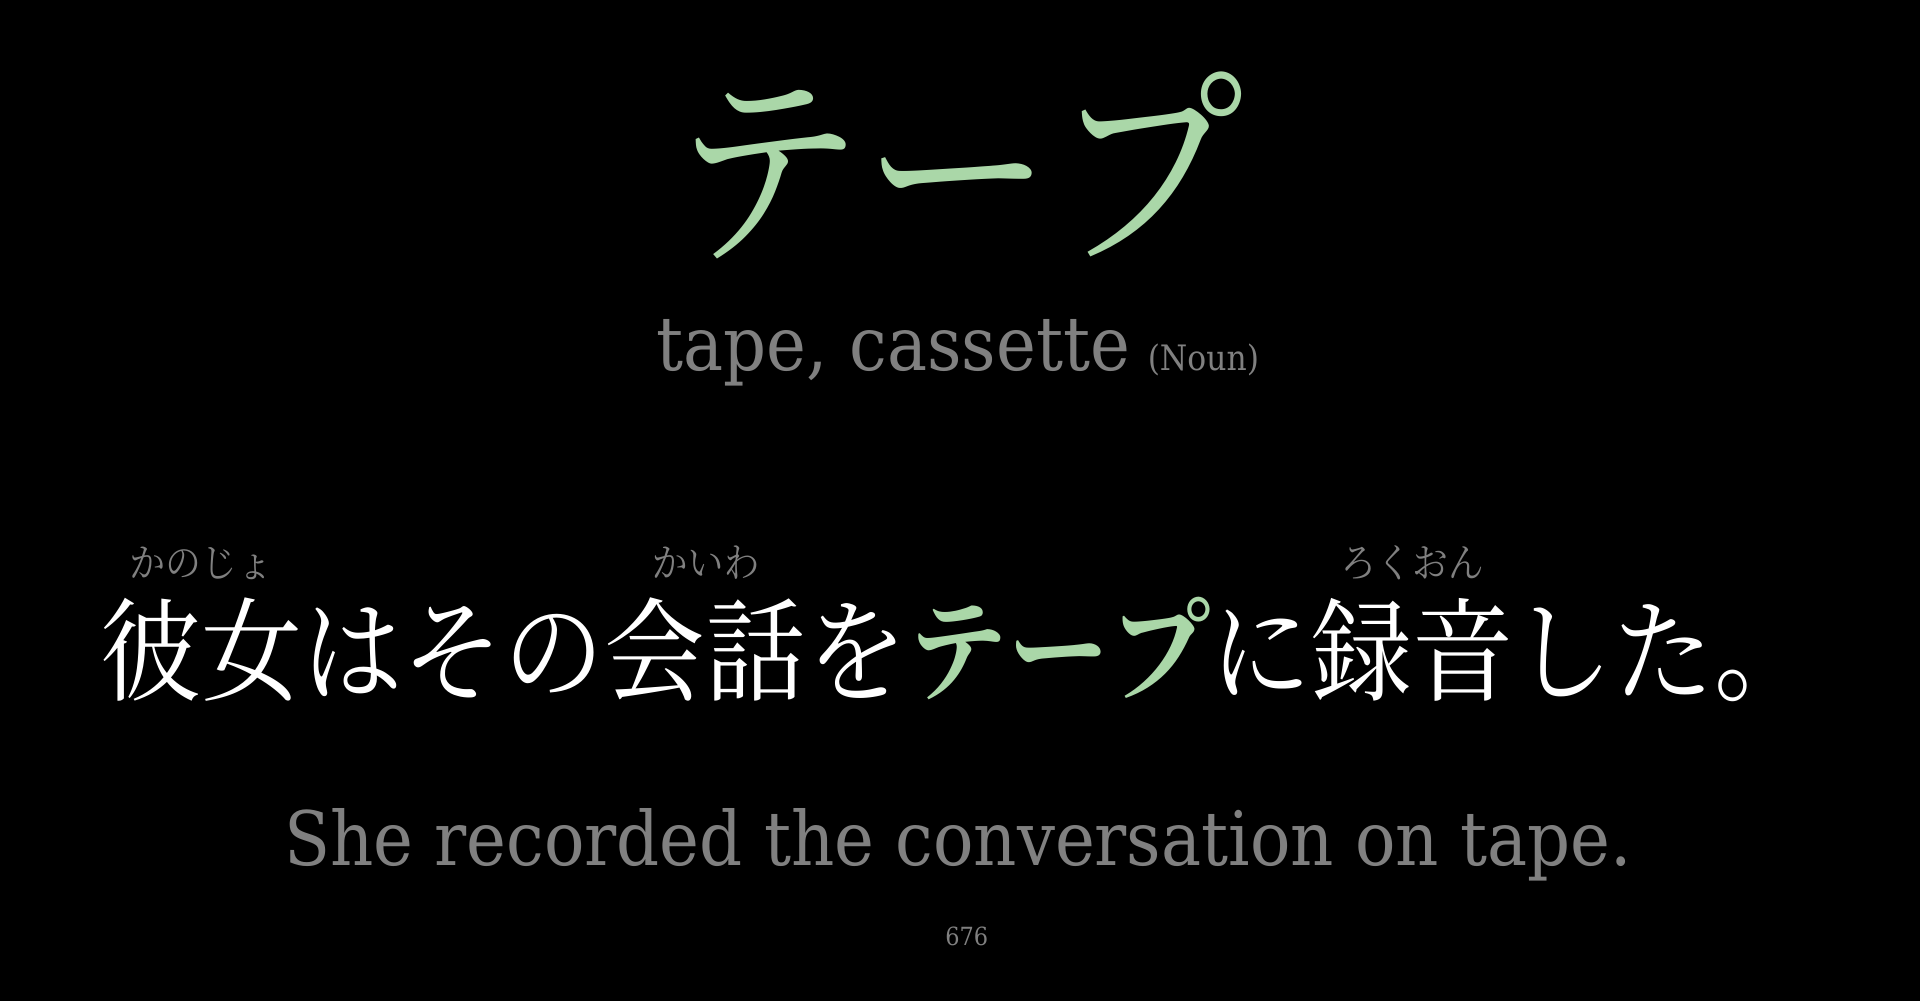 テープ
tape, cassette (Noun)
かのじょ かいわ ろくおん
彼女はその会話をテープに録音した。
She recorded the conversation on tape.
676